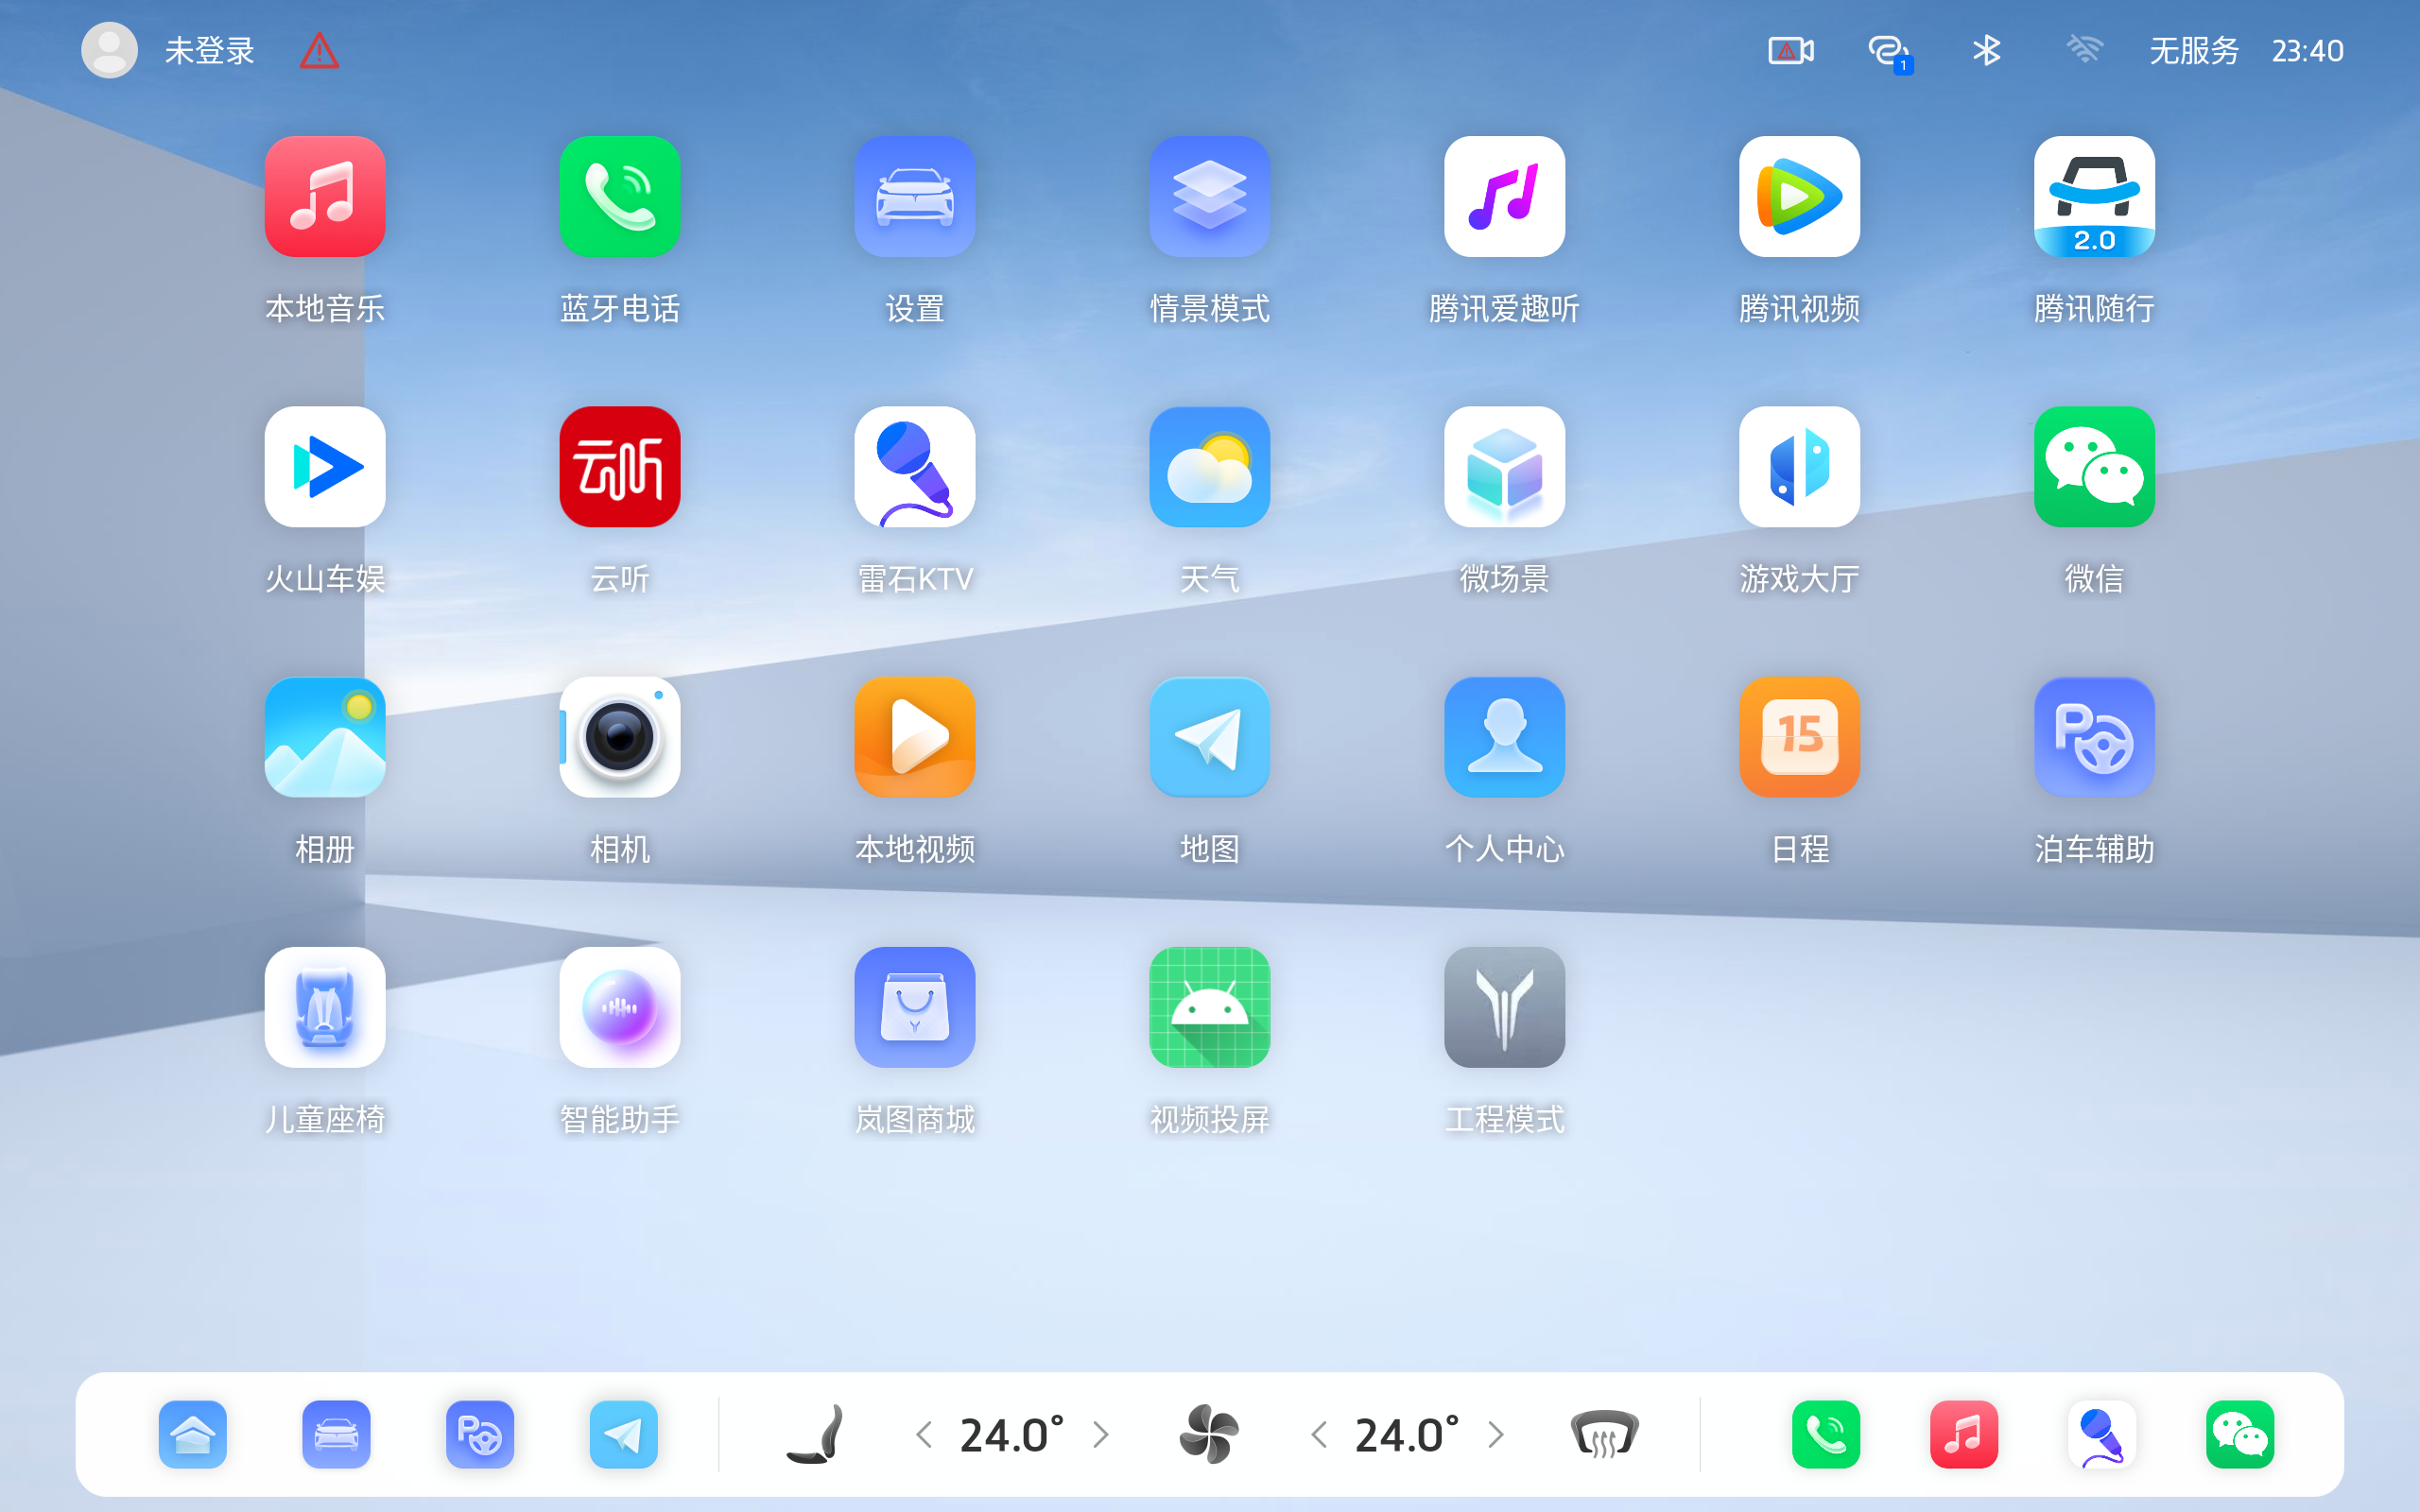 未登录 1 无服务 23:40
2.0
本地音乐 蓝牙电话 设置 情景模式 腾讯爱趣听 腾讯视频 腾讯随行
云听
火山车娱 云听 雷石KTV 天气 微场景 游戏大厅 微信
15 P
相册 相机 本地视频 地图 个人中心 日程 泊车辅助
儿童座椅 智能助手 岚图商城 视频投屏 工程模式
P 24.0° 24.0°